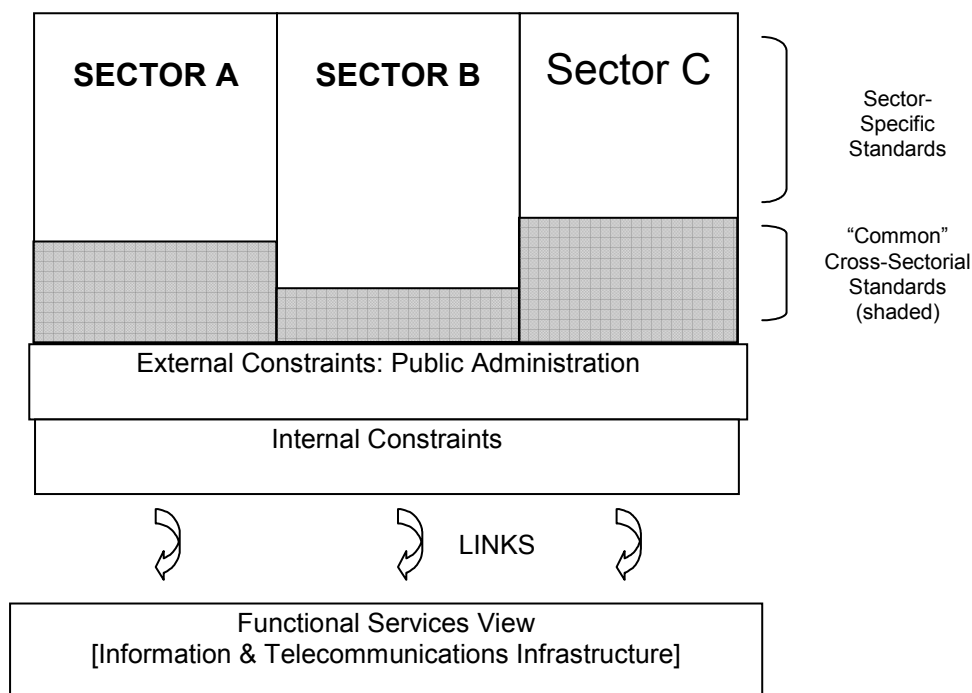 SECTOR A
SECTOR B
Sector C
Sector-
Specific
Standards
“Common”
Cross-Sectorial
Standards
(shaded)
External Constraints: Public Administration
Internal Constraints
LINKS
Functional Services View
[Information & Telecommunications Infrastructure]